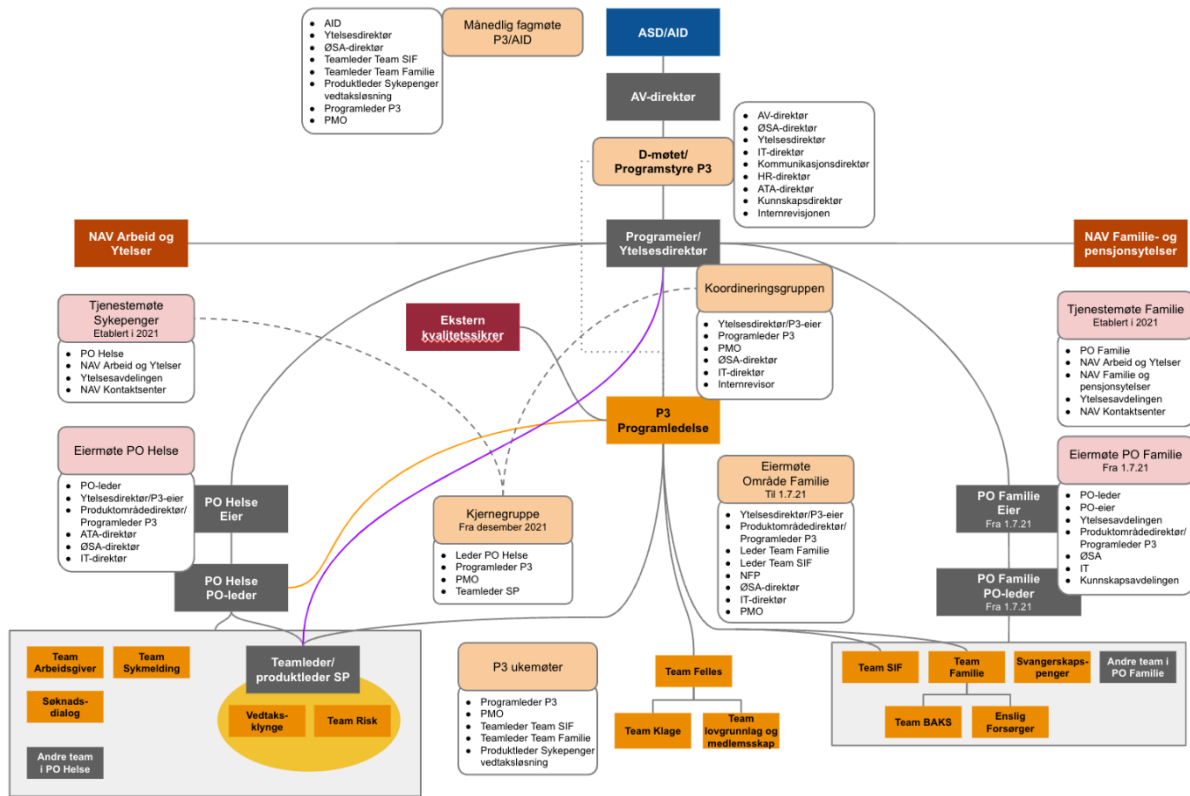 Månedlig fagmøte
P3/AID
• AID
• Ytelsesdirektør
• ØSA-direktør
• Teamleder Team SIF
• Teamleder Team Familie
• Produktleder Sykepenger
vedtaksløsning
• Programleder P3
• PMO
ASD/AID
AV-direktør
D-møtet/
Programstyre P3
• AV-direktør
• ØSA-direktør
• Ytelsesdirektør
• IT-direktør
• Kommunikasjonsdirektør
• HR-direktør
• ATA-direktør
• Kunnskapsdirektør
• Internrevisjonen
NAV Arbeid og
Ytelser
Programeier/
Ytelsesdirektør
NAV Familie- og
pensjonsytelser
Tjenestemøte
Sykepenger
Etablert i 2021
• PO Helse
• NAV Arbeid og Ytelser
• Ytelsesavdelingen
• NAV Kontaktsenter
Ekstern
kvalitetssikrer
Koordineringsgruppen
• Ytelsesdirektør/P3-eier
• Programleder P3
• PMO
• ØSA-direktør
• IT-direktør
• Internrevisor
Tjenestemøte Familie
Etablert i 2021
• PO Familie
• NAV Arbeid og Ytelser
• NAV Familie og
pensjonsytelser
• Ytelsesavdelingen
• NAV Kontaktsenter
P3
Programledelse
Eiermøte PO Helse
• PO-leder
• Ytelsesdirektør/P3-eier
• Produktområdedirektør/
Programleder P3
• ATA-direktør
• ØSA-direktør
• IT-direktør
PO Helse
Eier
PO Helse
PO-leder
Kjernegruppe
Fra desember 2021
• Leder PO Helse
• Programleder P3
• PMO
• Teamleder SP
Eiermøte
Område Familie
Til 1.7.21
• Ytelsesdirektør/P3-eier
• Produktområdedirektør/
Programleder P3
• Leder Team Familie
• Leder Team SIF
• NFP
• ØSA-direktør
• IT-direktør
• PMO
PO Familie
Eier
Fra 1.7.21
PO Familie
PO-leder
Fra 1.7.21
Eiermøte PO Familie
Fra 1.7.21
• PO-leder
• PO-eier
• Ytelsesavdelingen
• Produktområdedirektør/
Programleder P3
• ØSA
• IT
• Kunnskapsavdelingen
Team
Arbeidsgiver
Team
Sykmelding
Søknads-
dialog
Andre team
i PO Helse
Teamleder/
produktleder SP
Vedtaks-
klynge
Team Risk
P3 ukemøter
• Programleder P3
• PMO
• Teamleder Team SIF
• Teamleder Team Familie
• Produktleder Sykepenger
vedtaksløsning
Team Felles
Team Klage
Team
lovgrunnlag og
medlemsskap
Team SIF
Team
Familie
Svangerskaps-
penger
Andre team i
PO Familie
Team BAKS
Enslig
Forsørger